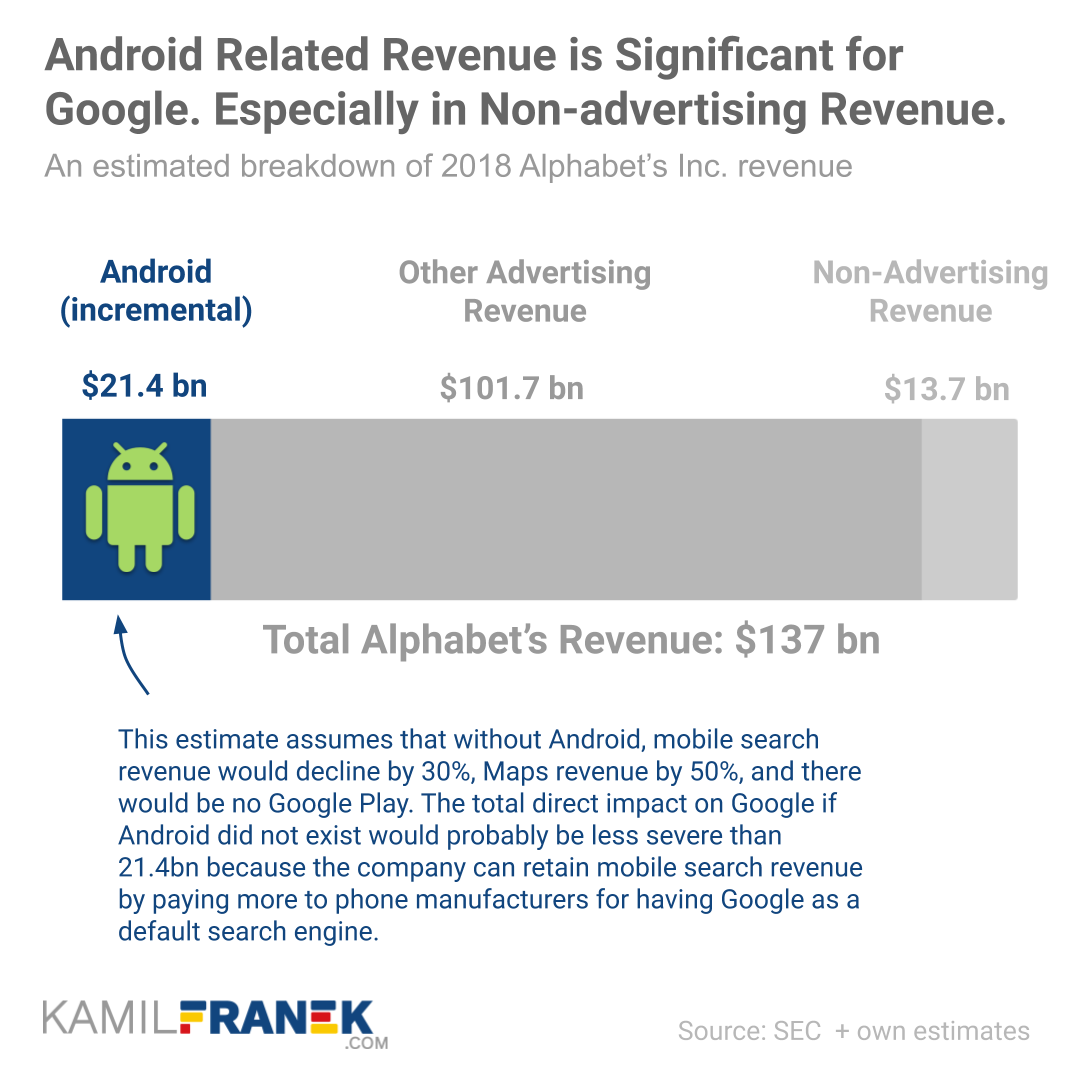 Android Related Revenue is Significant for
Google. Especially in Non-advertising Revenue.
An estimated breakdown of 2018 Alphabet’s Inc. revenue
Android
(incremental)
Other Advertising
Revenue
Non-Advertising
Revenue
$21.4 bn
$101.7 bn
$13.7 bn
Total Alphabet’s Revenue: $137 bn
This estimate assumes that without Android, mobile search
revenue would decline by 30%, Maps revenue by 50%, and there
would be no Google Play. The total direct impact on Google if
Android did not exist would probably be less severe than
21.4bn because the company can retain mobile search revenue
by paying more to phone manufacturers for having Google as a
default search engine.
KAMILFRANEK
.COM
Source: SEC + own estimates